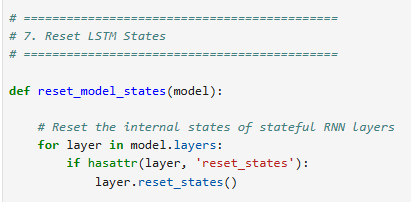 # ============================================
# 7. Reset LSTM States
# ============================================
def reset_model_states(model):
    # Reset the internal states of stateful RNN layers
    for layer in model.layers:
        if hasattr(layer, 'reset_states'):
            layer.reset_states()